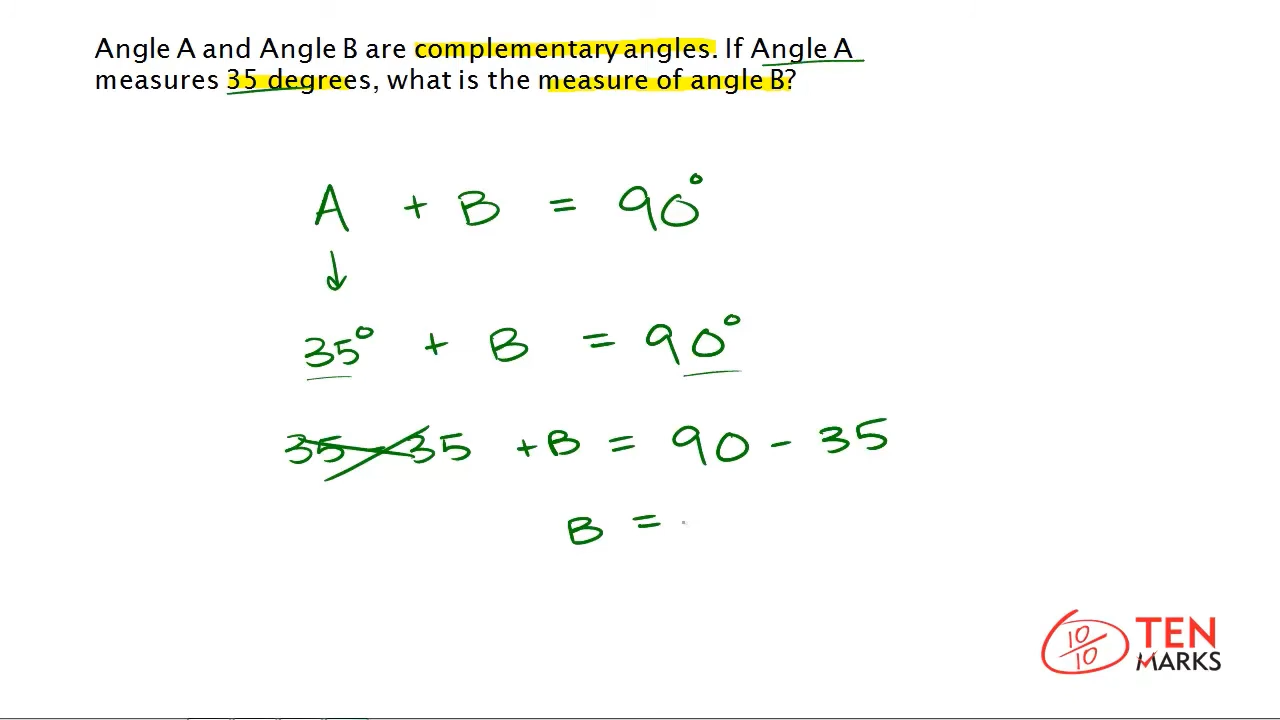 Angle A and Angle B are complementary angles. If Angle A
measures 35 degrees, what is the measure of angle B?
A + B = 90°
↓
35° + B = 90°
35 - 35 + B = 90 - 35
B =
10/10 TEN
MARKS